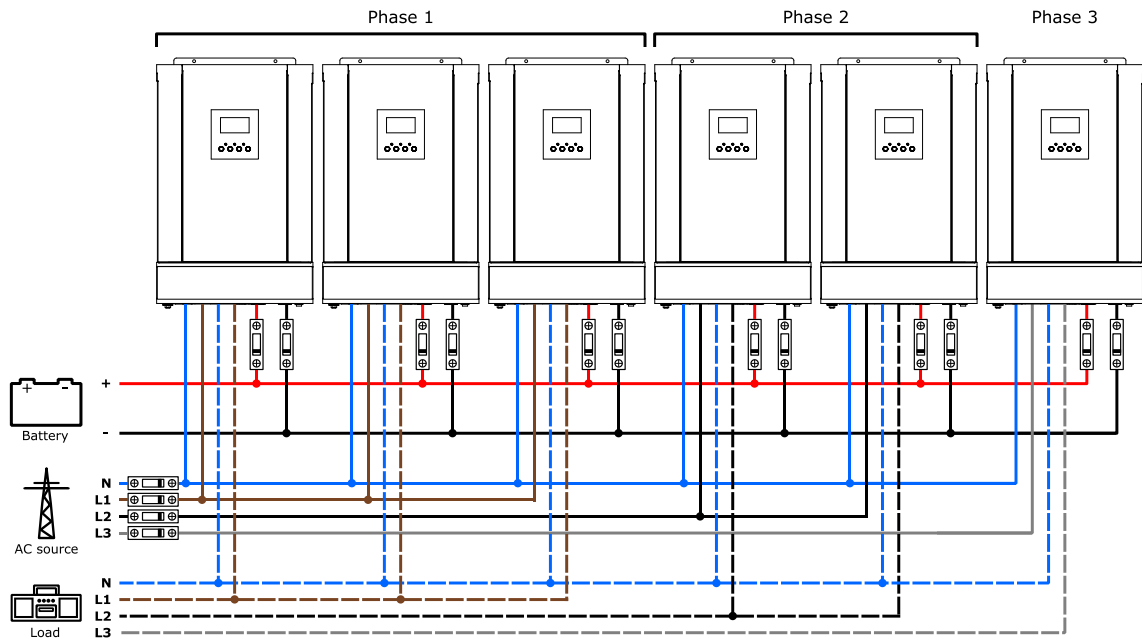 Phase 1 Phase 2 Phase 3
+ -
+
Battery
-
N
L1
L2
L3
AC source
N
L1
L2
L3
Load